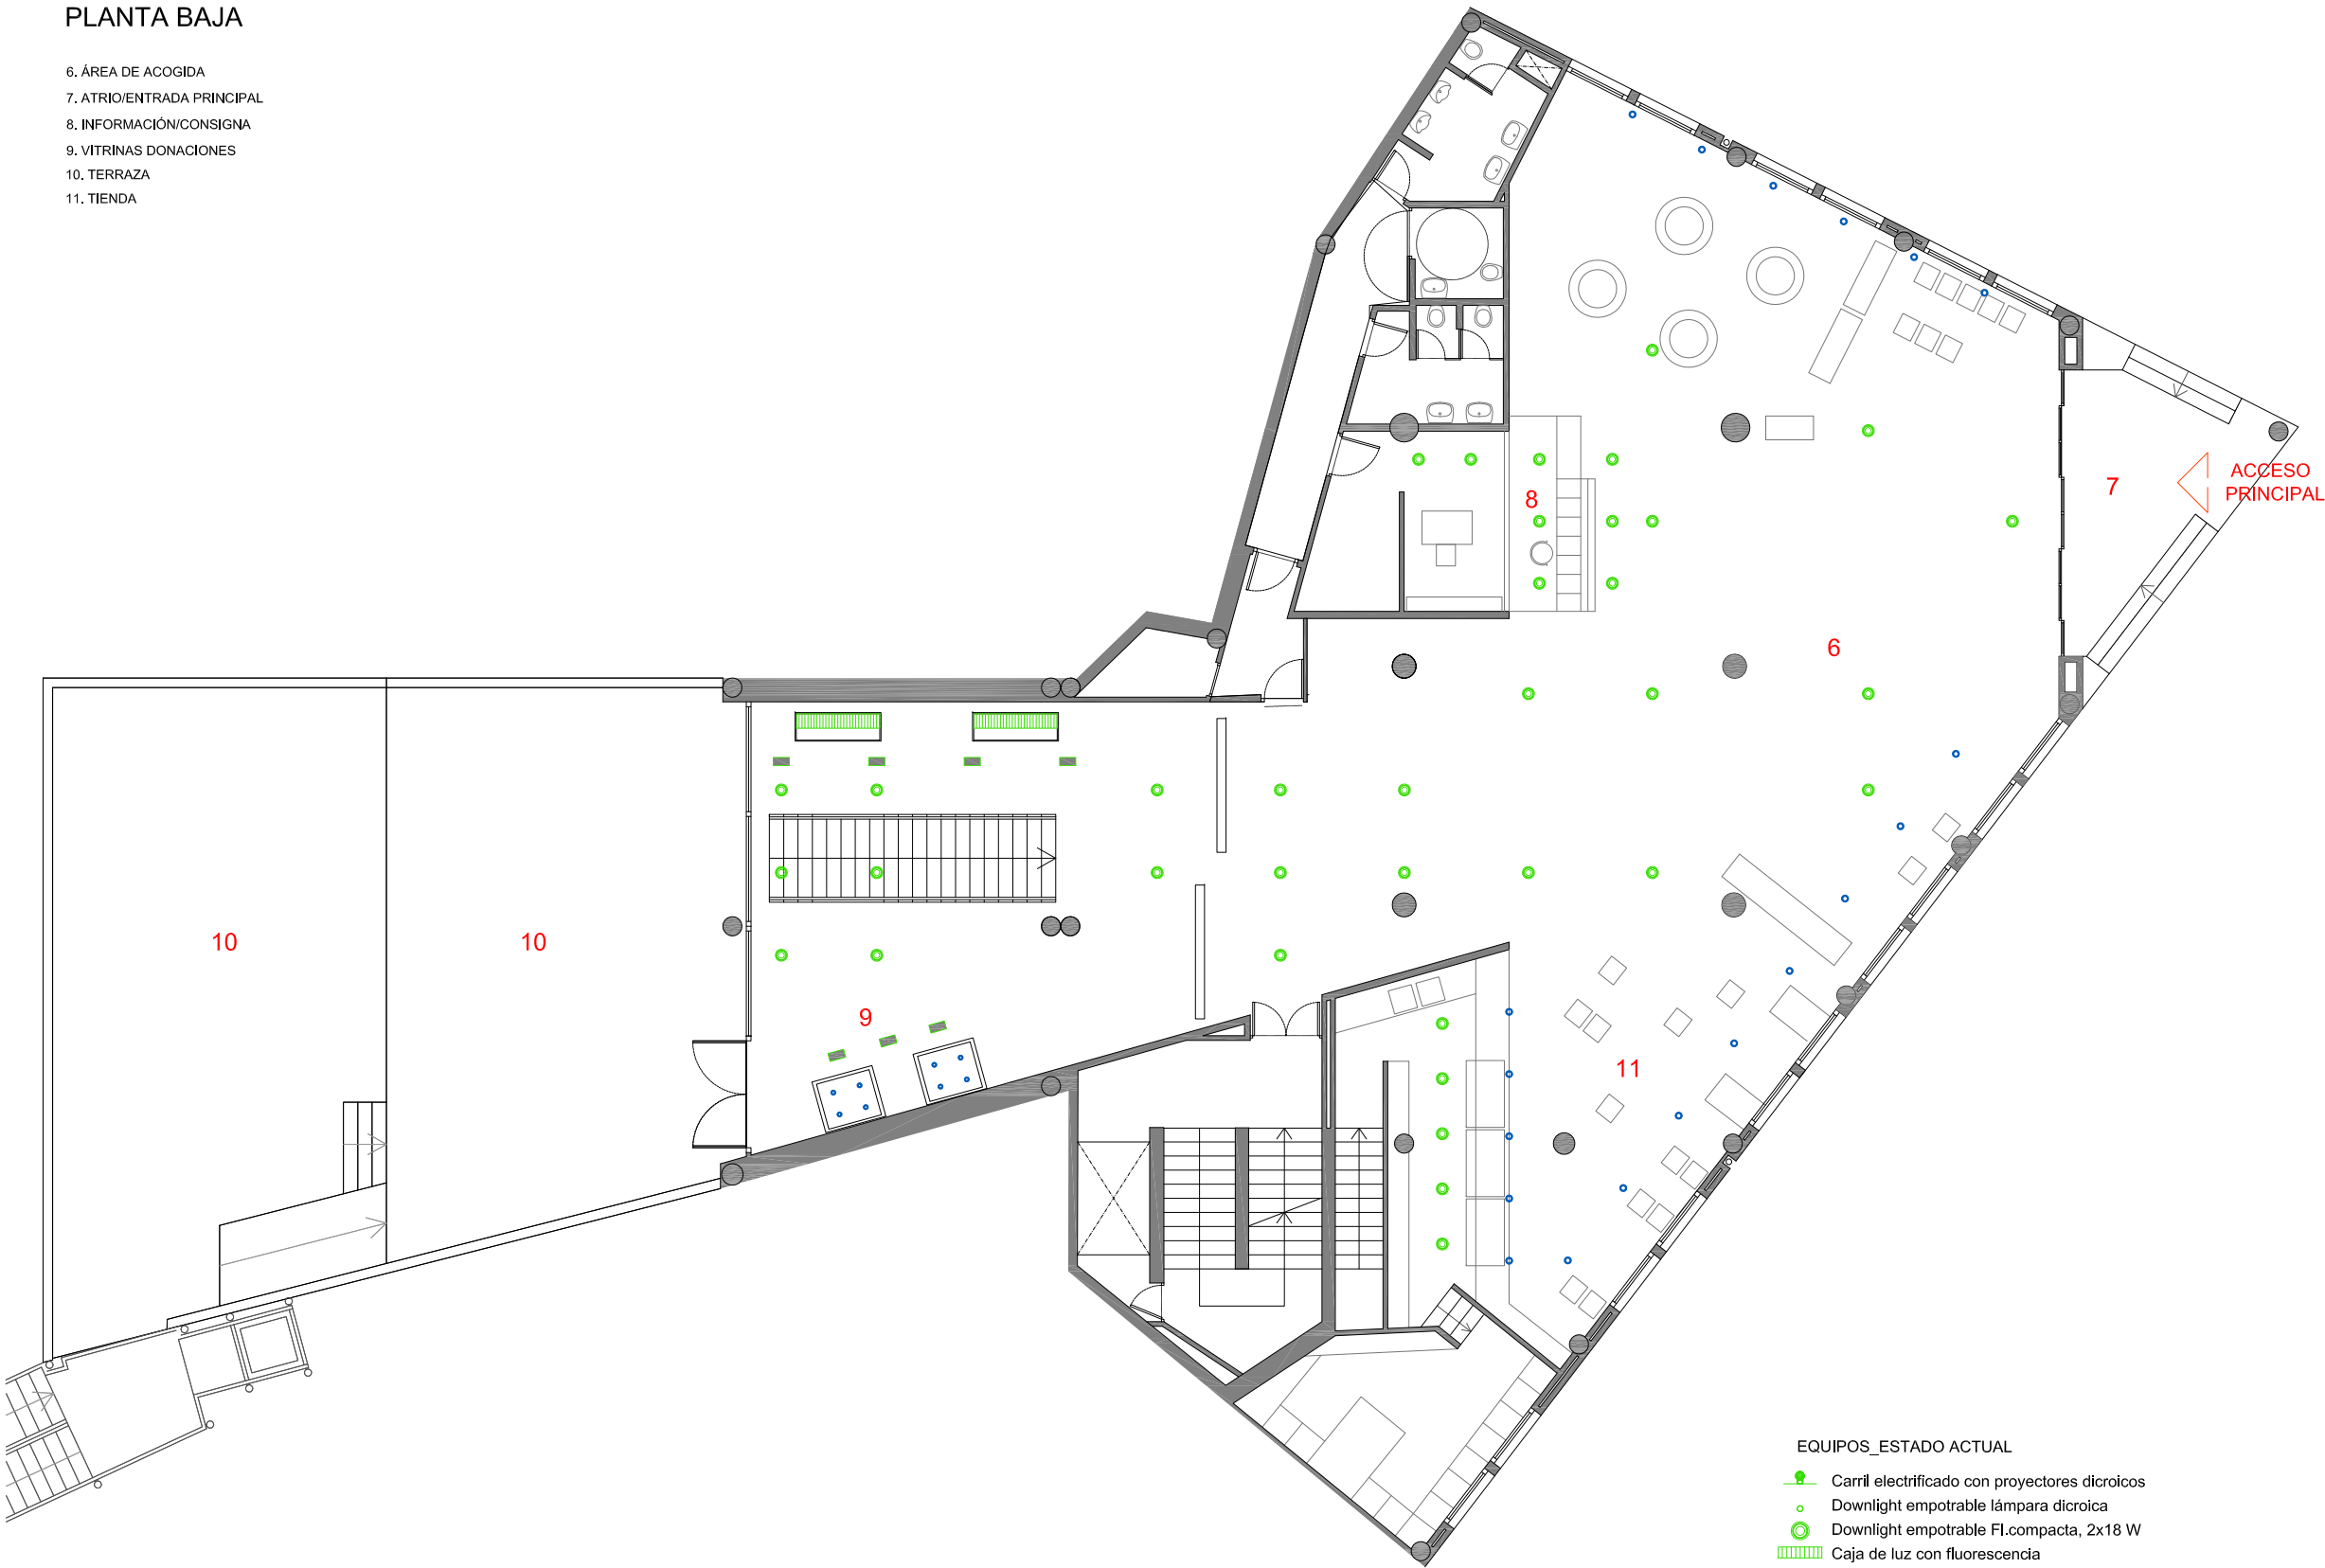 PLANTA BAJA
6. ÁREA DE ACOGIDA
7. ATRIO/ENTRADA PRINCIPAL
8. INFORMACIÓN/CONSIGNA
9. VITRINAS DONACIONES
10. TERRAZA
11. TIENDA
7
ACCESO
PRINCIPAL
8
6
10
10
9
11
EQUIPOS_ESTADO ACTUAL
Carril electrificado con proyectores dicroicos
Downlight empotrable lámpara dicroica
Downlight empotrable Fl.compacta, 2x18 W
Caja de luz con fluorescencia